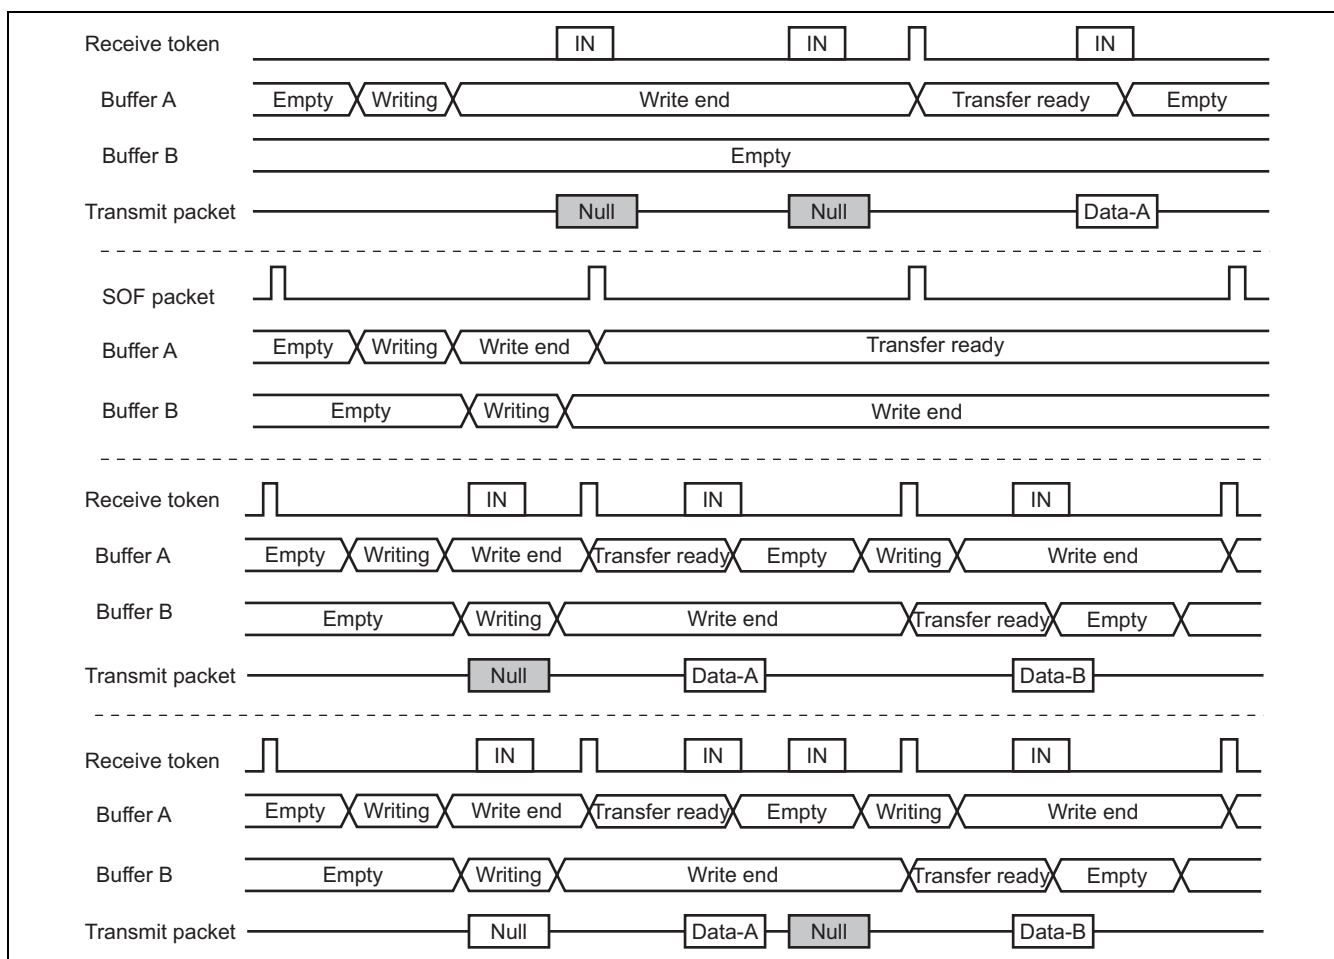 Receive token IN IN IN
Buffer A Empty Writing Write end Transfer ready Empty
Buffer B Empty
Transmit packet Null Null Data-A
SOF packet
Buffer A Empty Writing Write end Transfer ready
Buffer B Empty Writing Write end
Receive token IN IN IN
Buffer A Empty Writing Write end Transfer ready Empty Writing Write end
Buffer B Empty Writing Write end Transfer ready Empty
Transmit packet Null Data-A Data-B
Receive token IN IN IN IN
Buffer A Empty Writing Write end Transfer ready Empty Writing Write end
Buffer B Empty Writing Write end Transfer ready Empty
Transmit packet Null Data-A Null Data-B